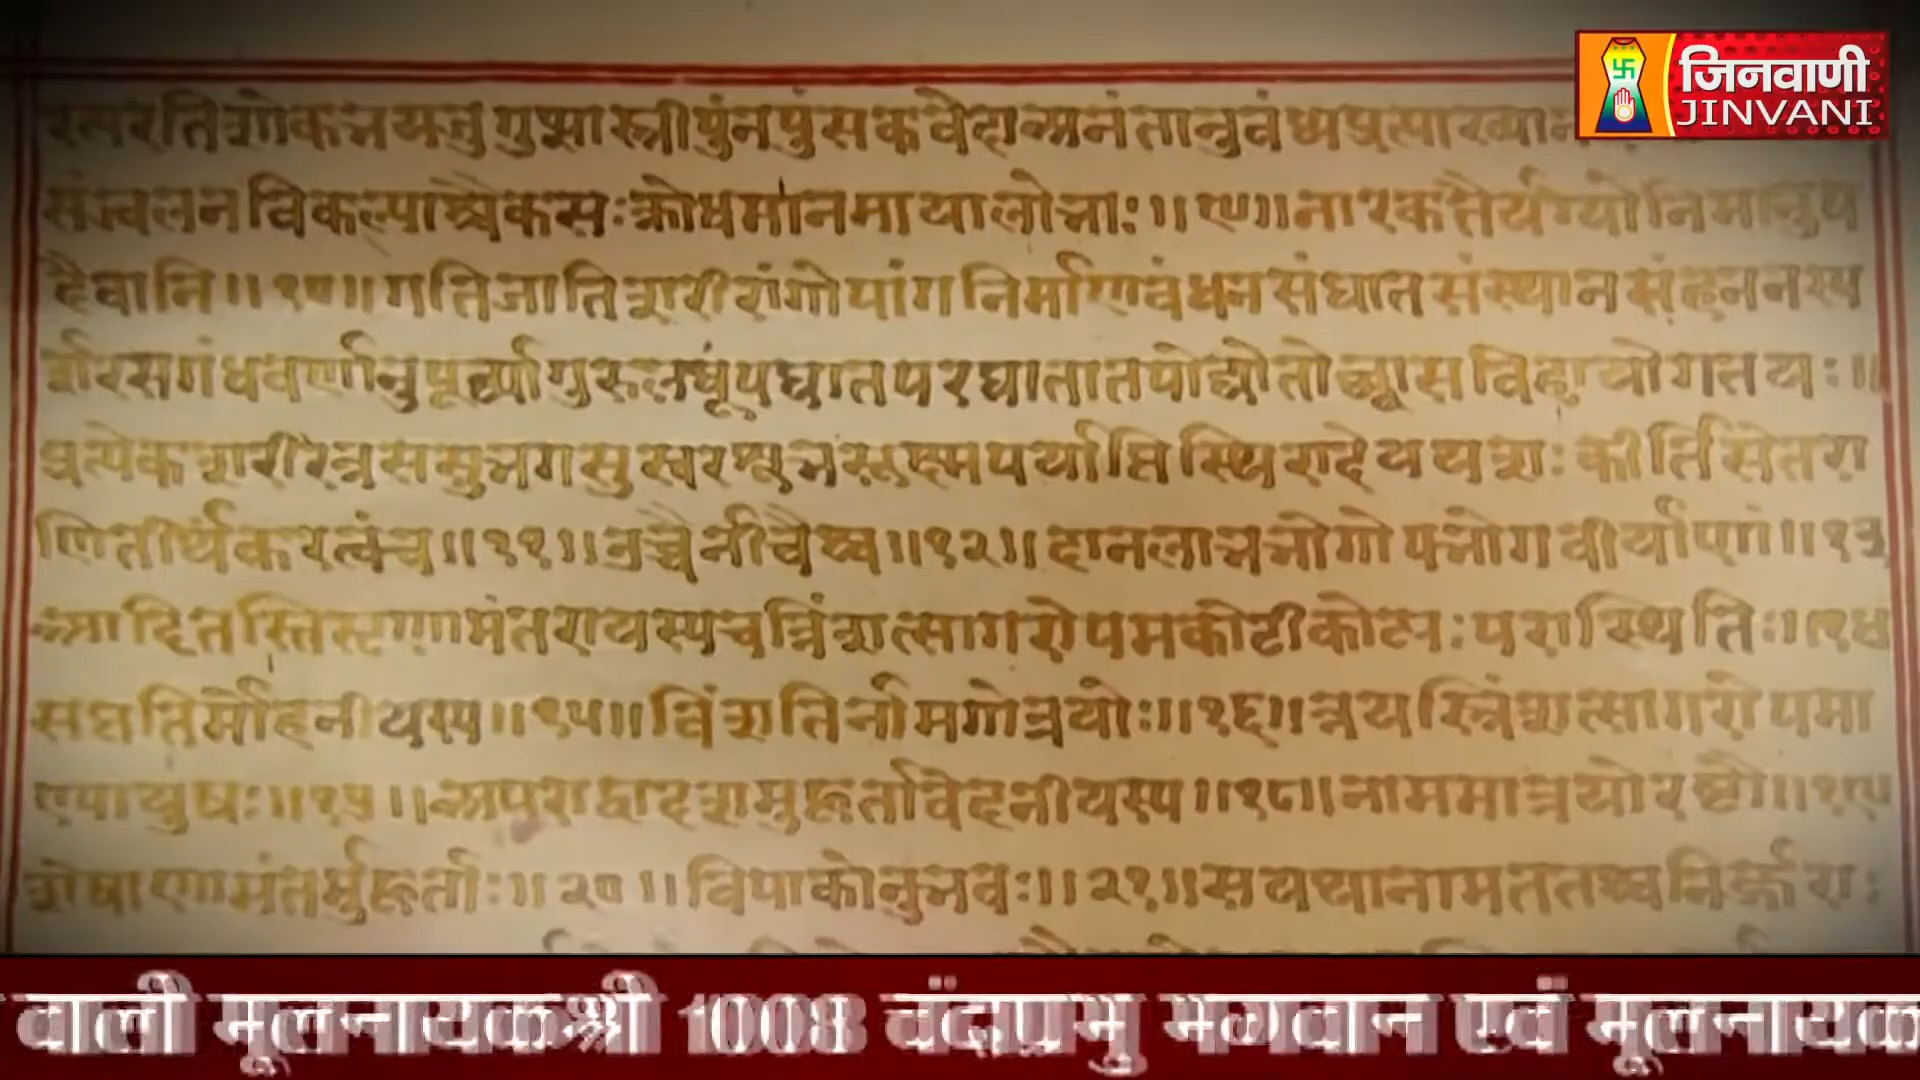 जिनवाणी
JINVANI
रत्परतिशोकभयजुगुप्सास्त्रीपुंनपुंसकवेदाअनंतानुबंध्यप्रत्याख्यान
संज्वलनविकल्पाश्चैकसःक्रोधमानमायालोभाः॥९॥नारकतैर्यग्योनिमानुष
दैवानि॥१०॥गतिजातिशरीरांगोपांगनिर्माणबंधनसंघातसंस्थानसंहननस्प
र्शरसगंधवर्णानुपूर्व्यागुरुलघूपघातपरघातातपोद्योतोच्छ्वासविहायोगतयः॥
प्रत्येकशरीरत्रससुभगसुस्वरशुभसूक्ष्मपर्याप्तिस्थिरादेययशःकीर्तिसेतरा
णितीर्थकरत्वंच॥११॥उच्चैर्नीचैश्च॥१२॥दानलाभभोगोपभोगवीर्याणां॥१३
आदितस्तिसृणामंतरायस्यचत्रिंशत्सागरोपमकोटीकोट्यःपरास्थितिः॥१४
सप्ततिर्मोहनीयस्य॥१५॥विंशतिर्नामगोत्रयोः॥१६॥त्रयस्त्रिंशत्सागरोपमा
ण्यायुषः॥१७॥अपराद्वादशमुहूर्तावेदनीयस्य॥१८॥नाममात्रयोरष्टौ॥१९
शेषाणामंतर्मुहूर्ताः॥२०॥विपाकोनुभवः॥२१॥सयथानामततश्चनिर्जराः
वाली मूलनायकश्री 1008 चंदाप्रभु भगवान एवं मूलनायक